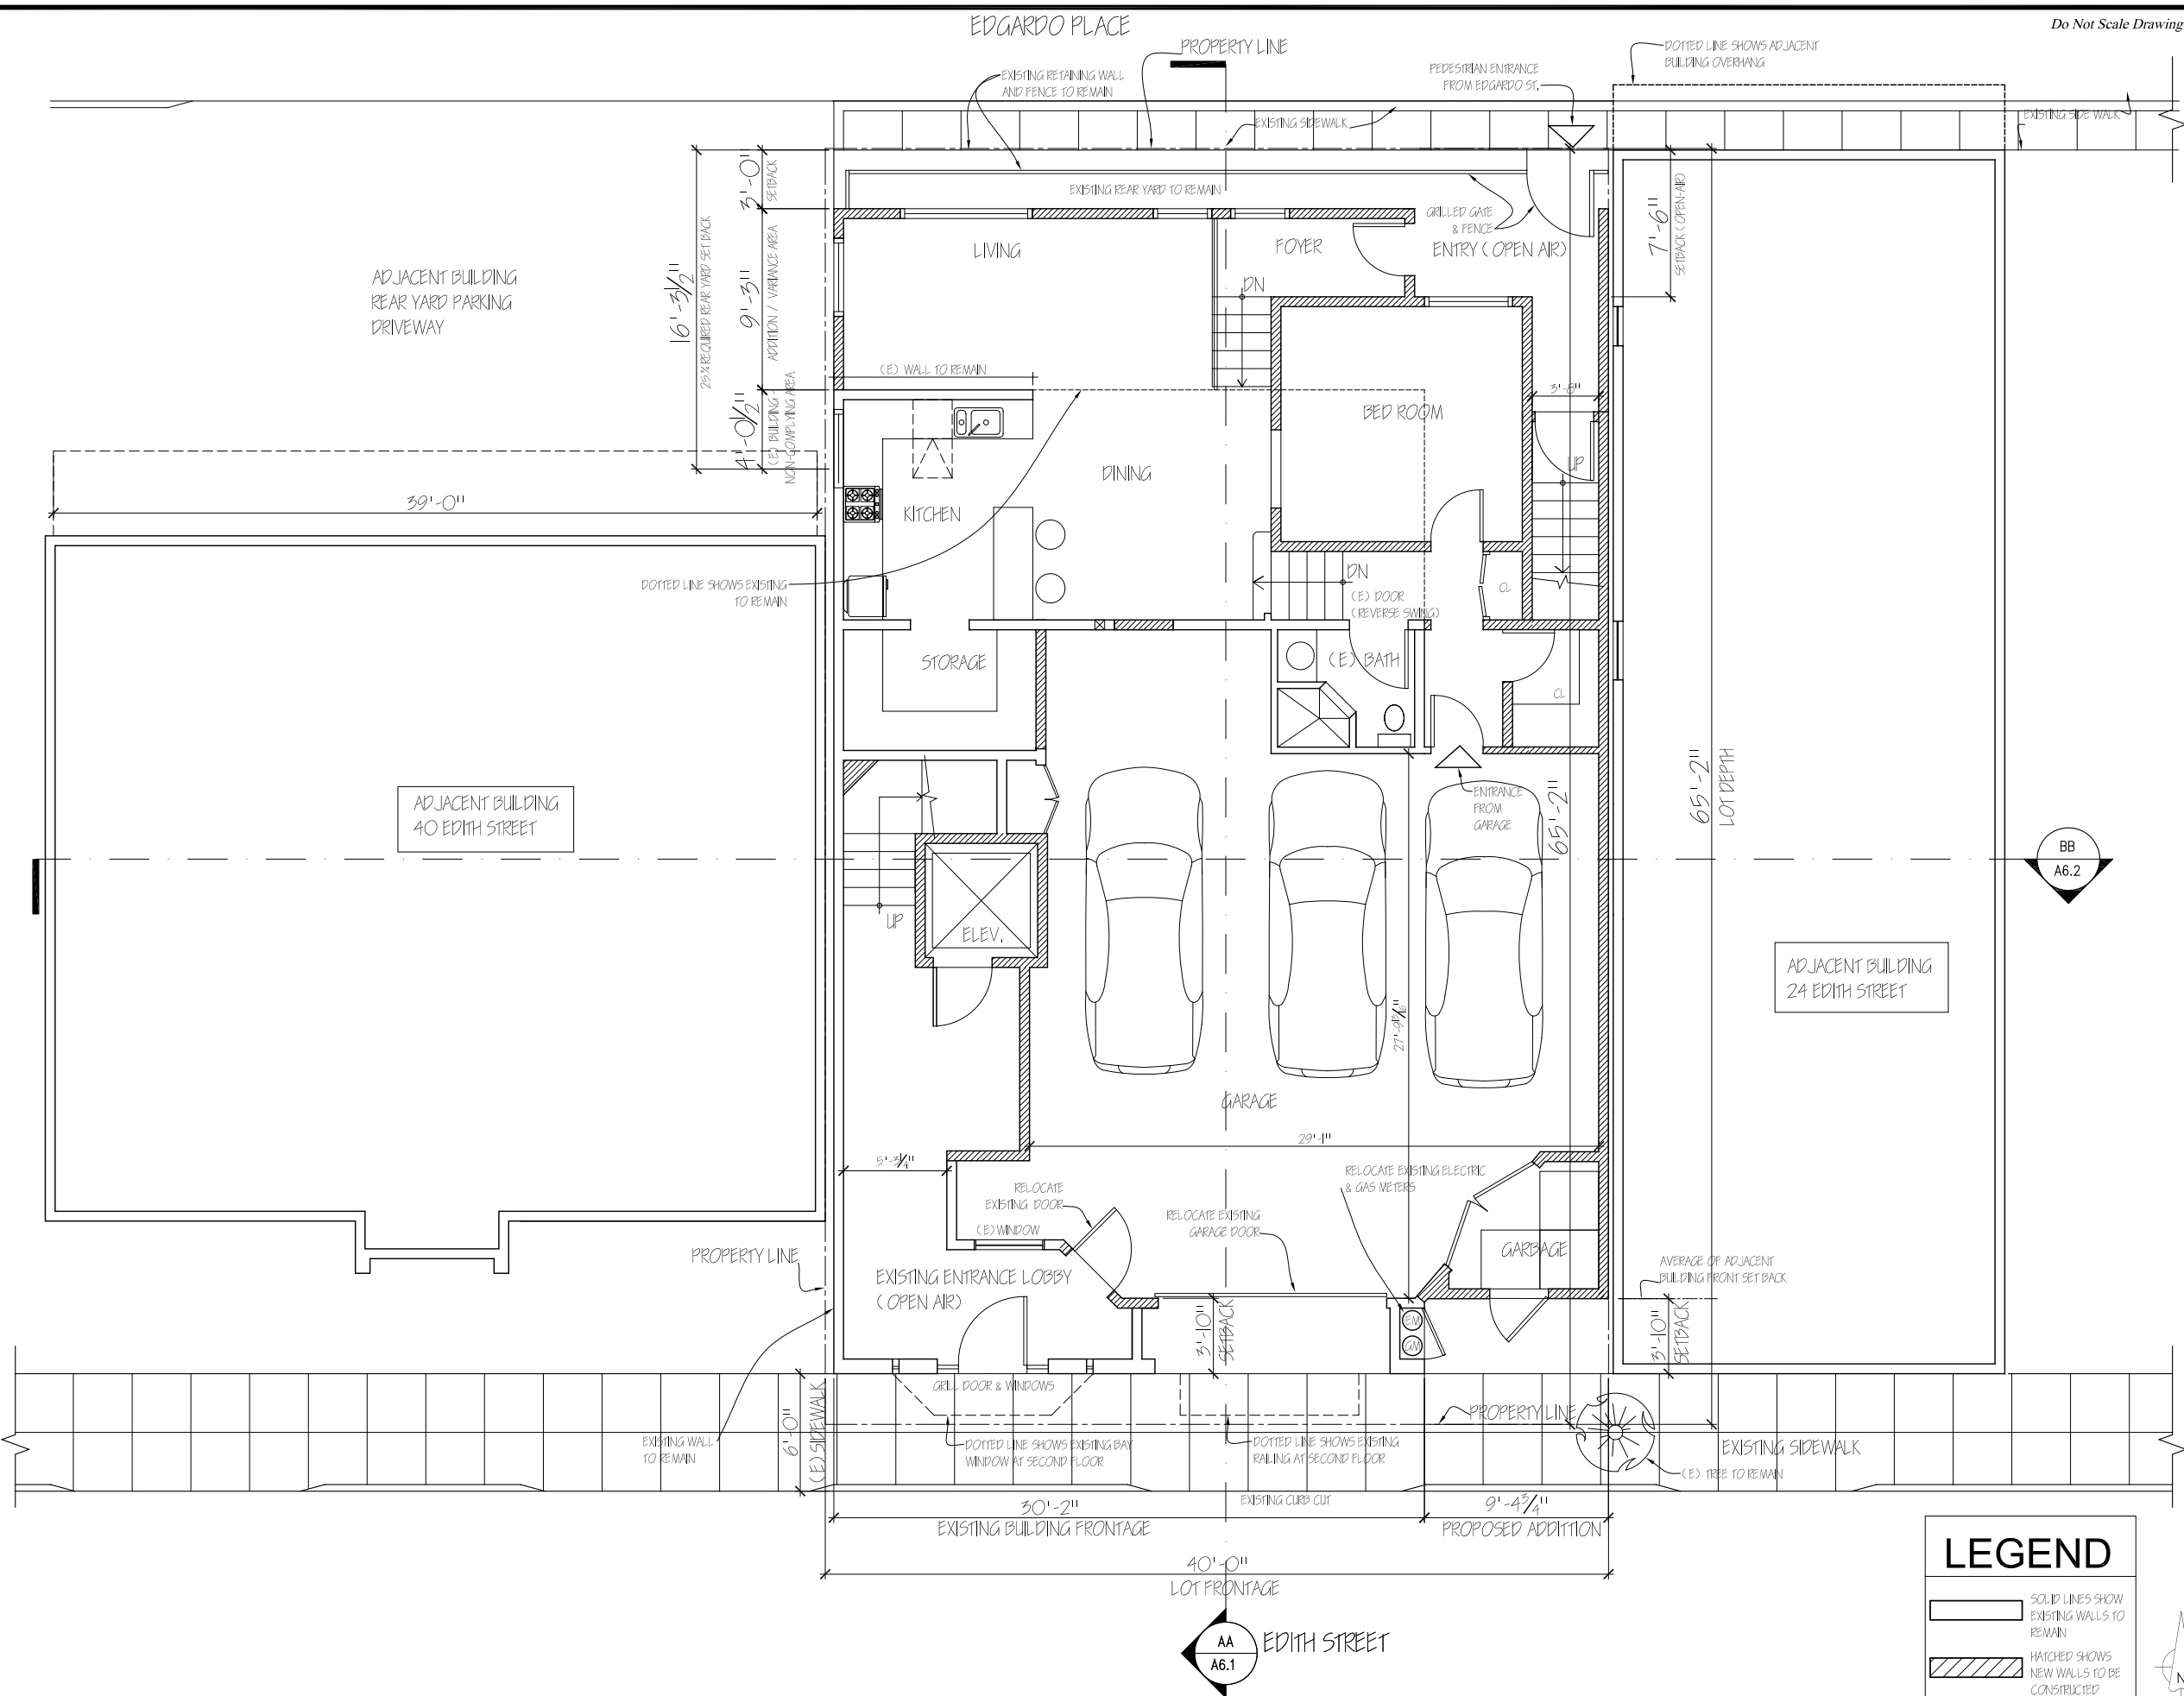 EDGARDO PLACE
Do Not Scale Drawing
PROPERTY LINE
EXISTING RETAINING WALL
AND FENCE TO REMAIN
PEDESTRIAN ENTRANCE
FROM EDGARDO ST.
DOTTED LINE SHOWS ADJACENT
BUILDING OVERHANG
EXISTING SIDEWALK
EXISTING SIDE WALK
3'-0"
SETBACK
EXISTING REAR YARD TO REMAIN
GRILLED GATE
& FENCE
7'-6"
SETBACK (OPEN-AIR)
LIVING
FOYER
ENTRY ( OPEN AIR)
ADJACENT BUILDING
REAR YARD PARKING
DRIVEWAY
16'-3 1/2"
25% REQUIRED REAR YARD SET BACK
9'-3"
ADDITION / VARIANCE AREA
DN
(E) WALL TO REMAIN
4'-0 1/2"
(E) BUILDING -
NON-COMPLYING AREA
3'-8"
BED ROOM
UP
DINING
39'-0"
KITCHEN
DOTTED LINE SHOWS EXISTING
TO REMAIN
DN
(E) DOOR
(REVERSE SWING)
CL
STORAGE
(E) BATH
CL
65'-2"
LOT DEPTH
65'-2"
ADJACENT BUILDING
40 EDITH STREET
ENTRANCE
FROM
GARAGE
BB
A6.2
UP
ELEV.
ADJACENT BUILDING
24 EDITH STREET
27'-9 13/16"
GARAGE
29'-1"
5'-3/4"
RELOCATE
EXISTING DOOR
(E) WINDOW
RELOCATE EXISTING ELECTRIC
& GAS METERS
RELOCATE EXISTING
GARAGE DOOR
GARBAGE
PROPERTY LINE
EXISTING ENTRANCE LOBBY
( OPEN AIR)
AVERAGE OF ADJACENT
BUILDING FRONT SET BACK
3'-10"
SETBACK
EM
GM
3'-10"
SETBACK
GRILL DOOR & WINDOWS
6'-0"
(E) SIDEWALK
PROPERTY LINE
EXISTING WALL
TO REMAIN
DOTTED LINE SHOWS EXISTING BAY
WINDOW AT SECOND FLOOR
DOTTED LINE SHOWS EXISTING
RAILING AT SECOND FLOOR
EXISTING SIDEWALK
(E) TREE TO REMAIN
EXISTING CURB CUT
30'-2"
EXISTING BUILDING FRONTAGE
9'-4 3/4"
PROPOSED ADDITION
40'-0"
LOT FRONTAGE
AA
A6.1
EDITH STREET
LEGEND
SOLID LINES SHOW
EXISTING WALLS TO
REMAIN
HATCHED SHOWS
NEW WALLS TO BE
CONSTRUCTED
N